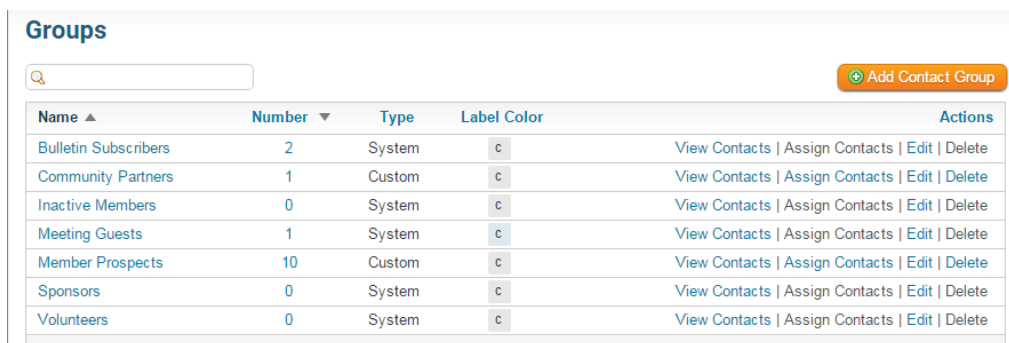 Groups
Add Contact Group
Name Number Type Label Color Actions
Bulletin Subscribers 2 System c View Contacts | Assign Contacts | Edit | Delete
Community Partners 1 Custom c View Contacts | Assign Contacts | Edit | Delete
Inactive Members 0 System c View Contacts | Assign Contacts | Edit | Delete
Meeting Guests 1 System c View Contacts | Assign Contacts | Edit | Delete
Member Prospects 10 Custom c View Contacts | Assign Contacts | Edit | Delete
Sponsors 0 System c View Contacts | Assign Contacts | Edit | Delete
Volunteers 0 System c View Contacts | Assign Contacts | Edit | Delete